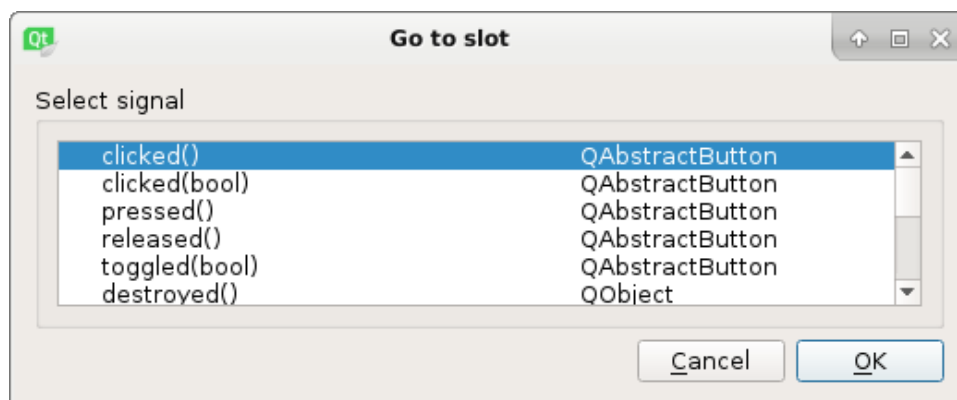 Qt
Go to slot
Select signal
clicked() QAbstractButton
clicked(bool) QAbstractButton
pressed() QAbstractButton
released() QAbstractButton
toggled(bool) QAbstractButton
destroyed() QObject
Cancel OK